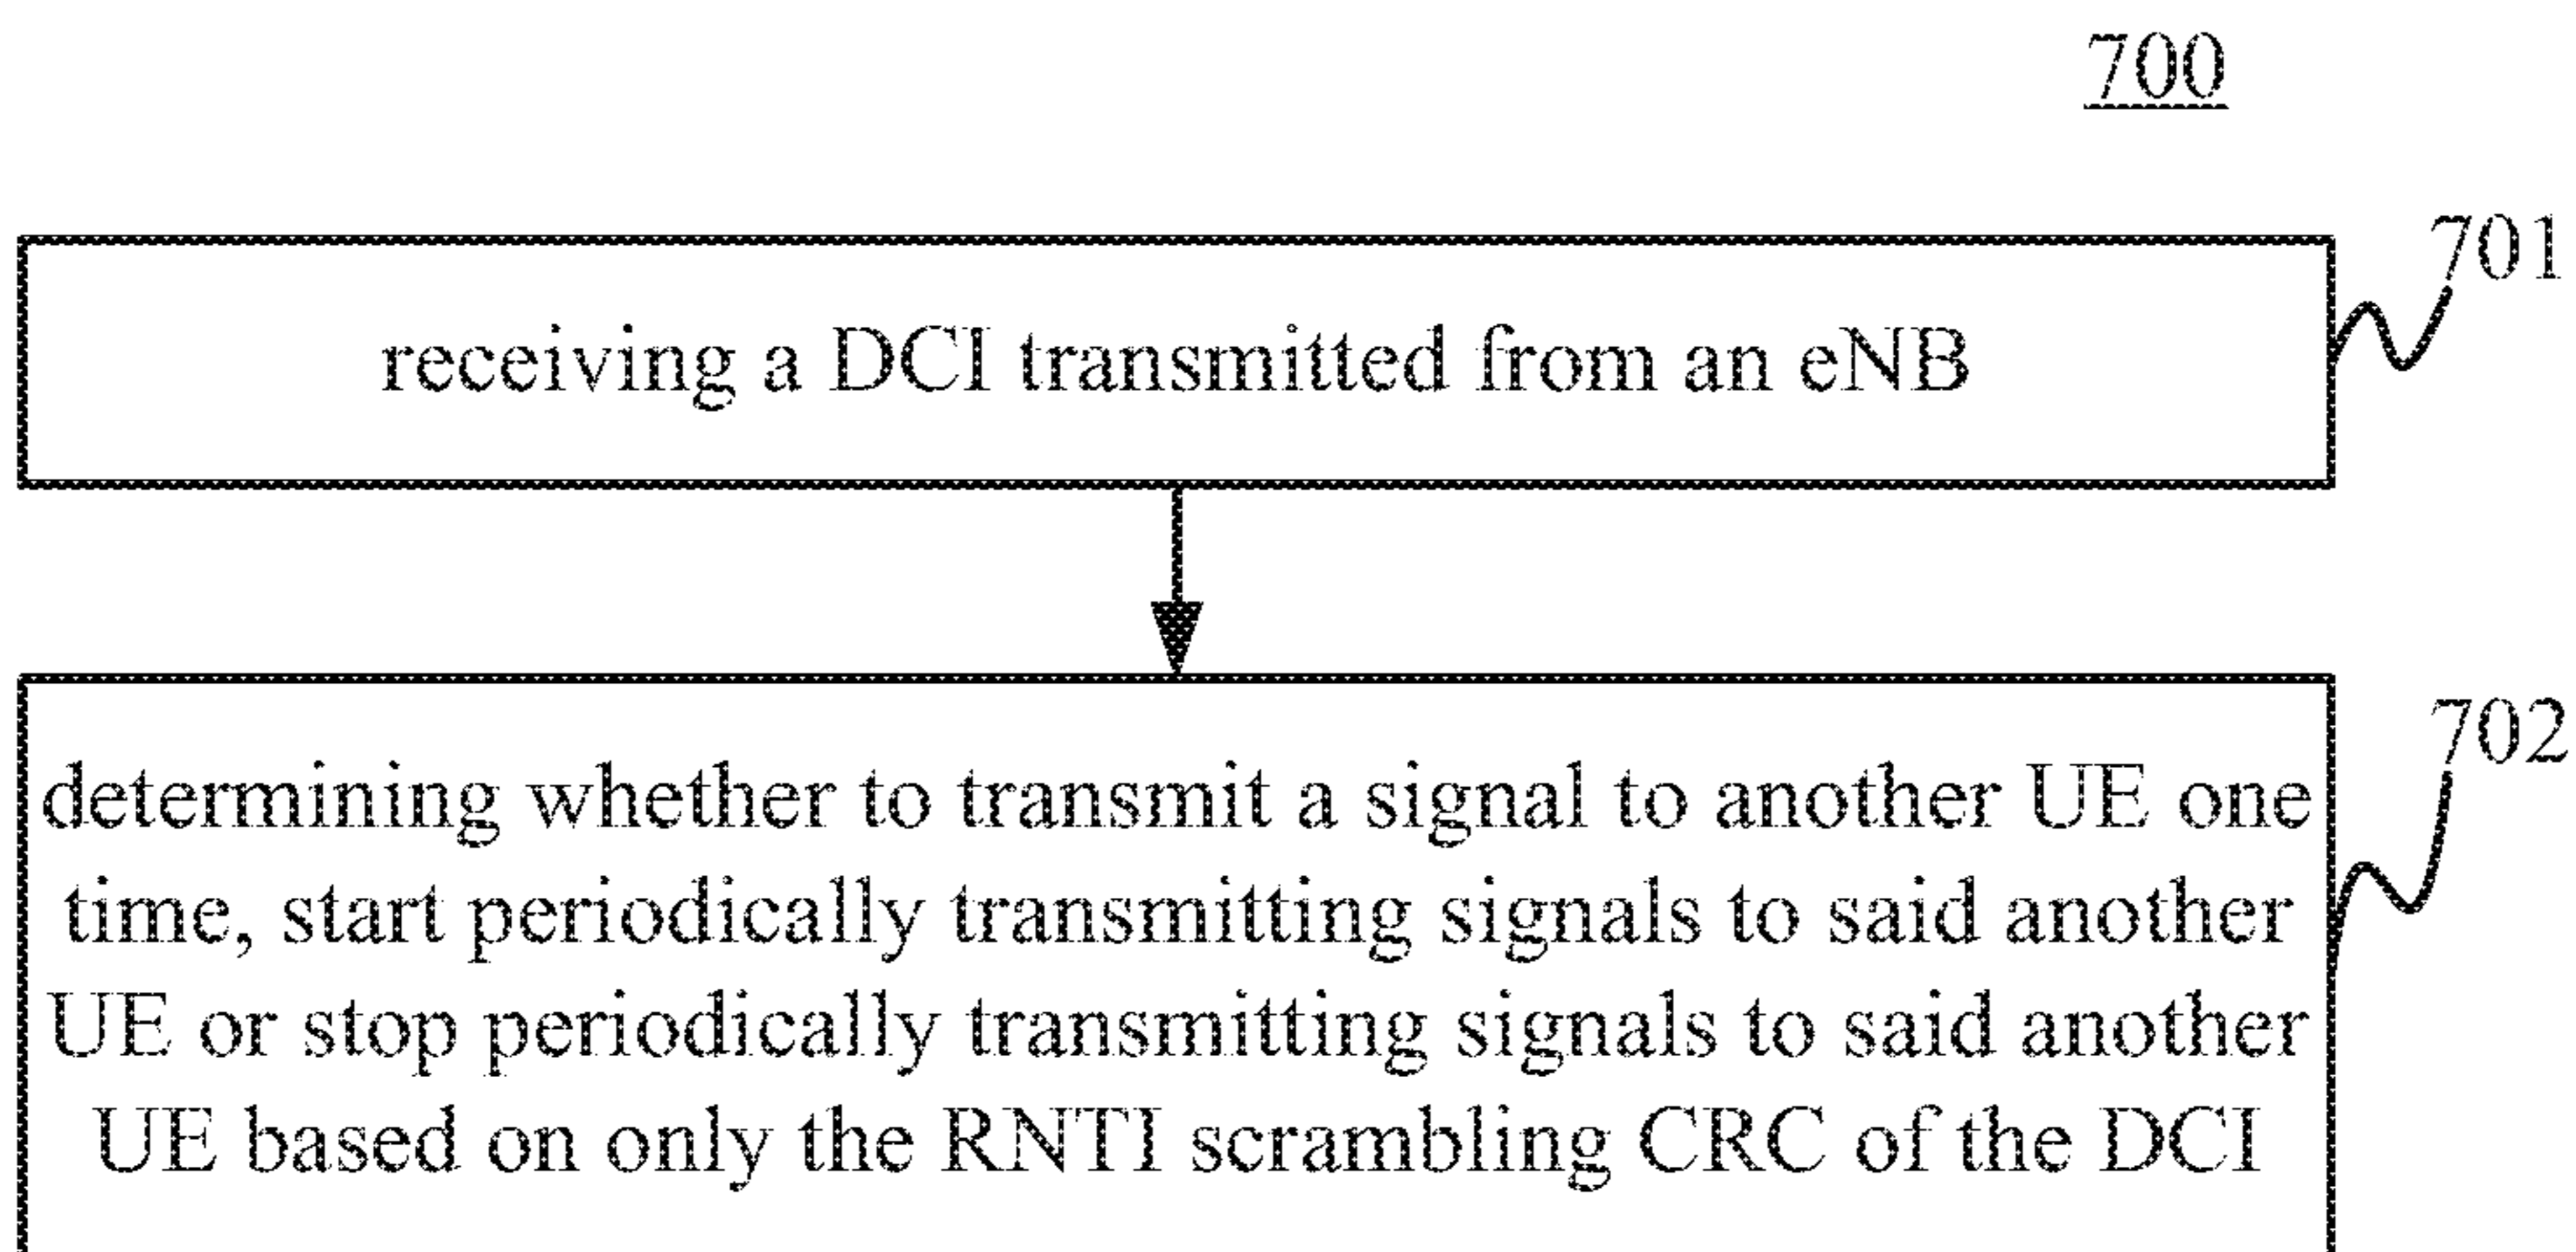 700
701
receiving a DCI transmitted from an eNB
702
determining whether to transmit a signal to another UE one
time, start periodically transmitting signals to said another
UE or stop periodically transmitting signals to said another
UE based on only the RNTI scrambling CRC of the DCI